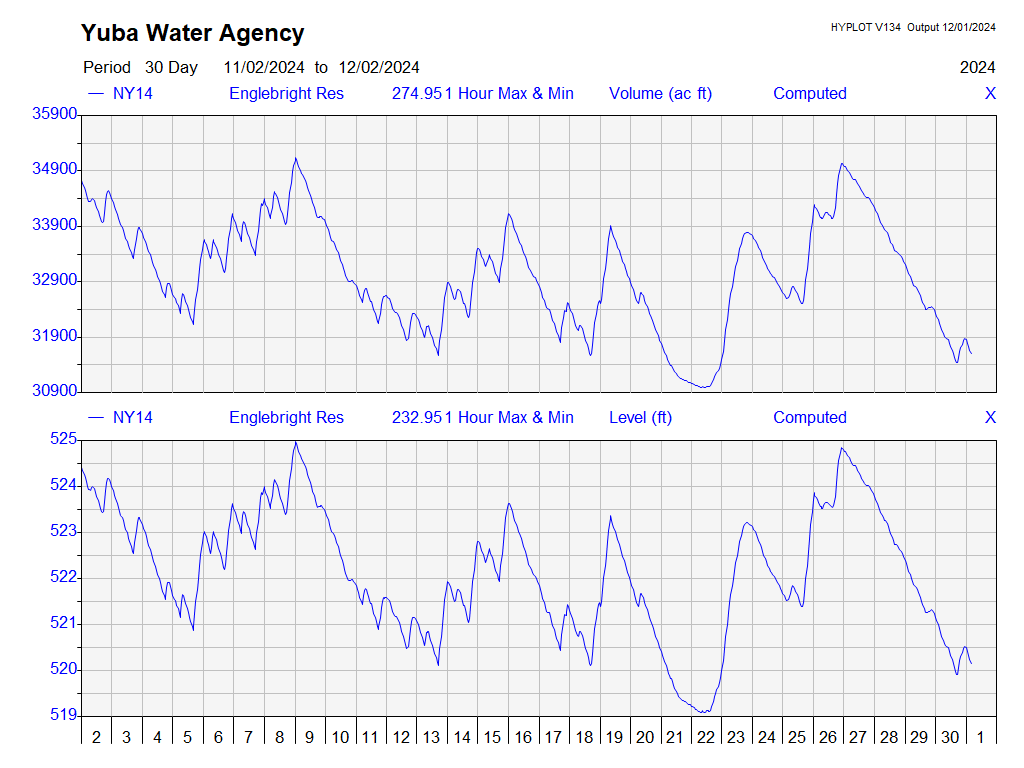 Yuba Water Agency
HYPLOT V134 Output 12/01/2024
Period 30 Day 11/02/2024 to 12/02/2024 2024
NY14 Englebright Res 274.951 Hour Max & Min Volume (ac ft) Computed X
35900
34900
33900
32900
31900
30900
NY14 Englebright Res 232.951 Hour Max & Min Level (ft) Computed X
525
524
523
522
521
520
519
2 3 4 5 6 7 8 9 10 11 12 13 14 15 16 17 18 19 20 21 22 23 24 25 26 27 28 29 30 1